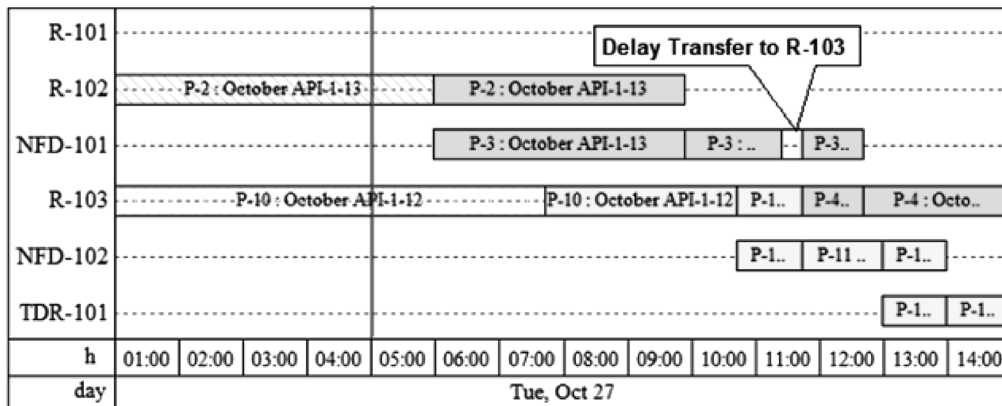 R-101
Delay Transfer to R-103
R-102 P-2 : October API-1-13 P-2 : October API-1-13
NFD-101 P-3 : October API-1-13 P-3 : .. P-3..
R-103 P-10 : October API-1-12 P-10 : October API-1-12 P-1.. P-4.. P-4 : Octo..
NFD-102 P-1.. P-11 .. P-1..
TDR-101 P-1.. P-1..
h 01:00 02:00 03:00 04:00 05:00 06:00 07:00 08:00 09:00 10:00 11:00 12:00 13:00 14:00
day Tue, Oct 27